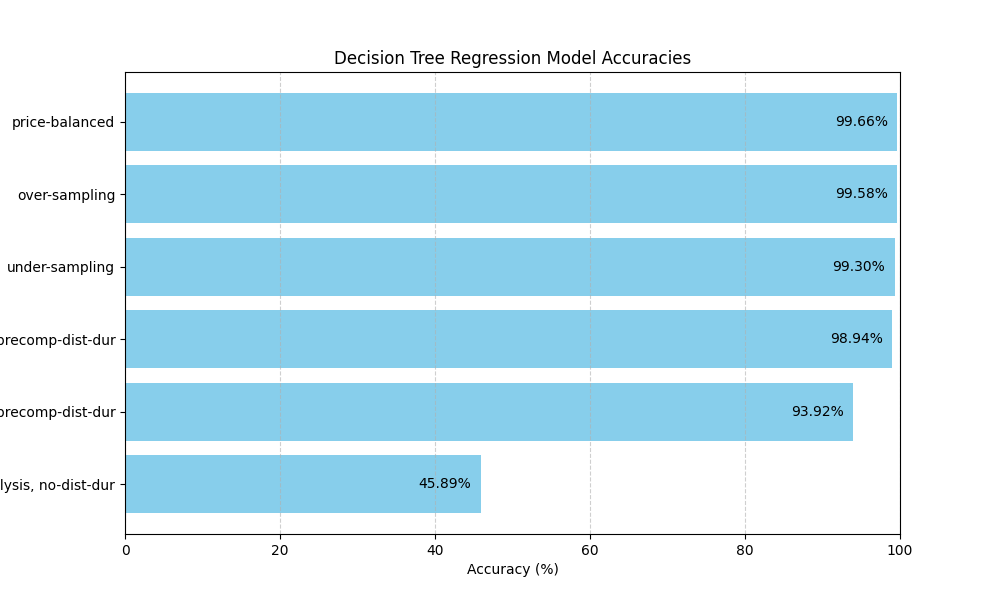 Decision Tree Regression Model Accuracies
price-balanced 99.66%
over-sampling 99.58%
under-sampling 99.30%
precomp-dist-dur 98.94%
precomp-dist-dur 93.92%
lysis, no-dist-dur 45.89%
0 20 40 60 80 100
Accuracy (%)